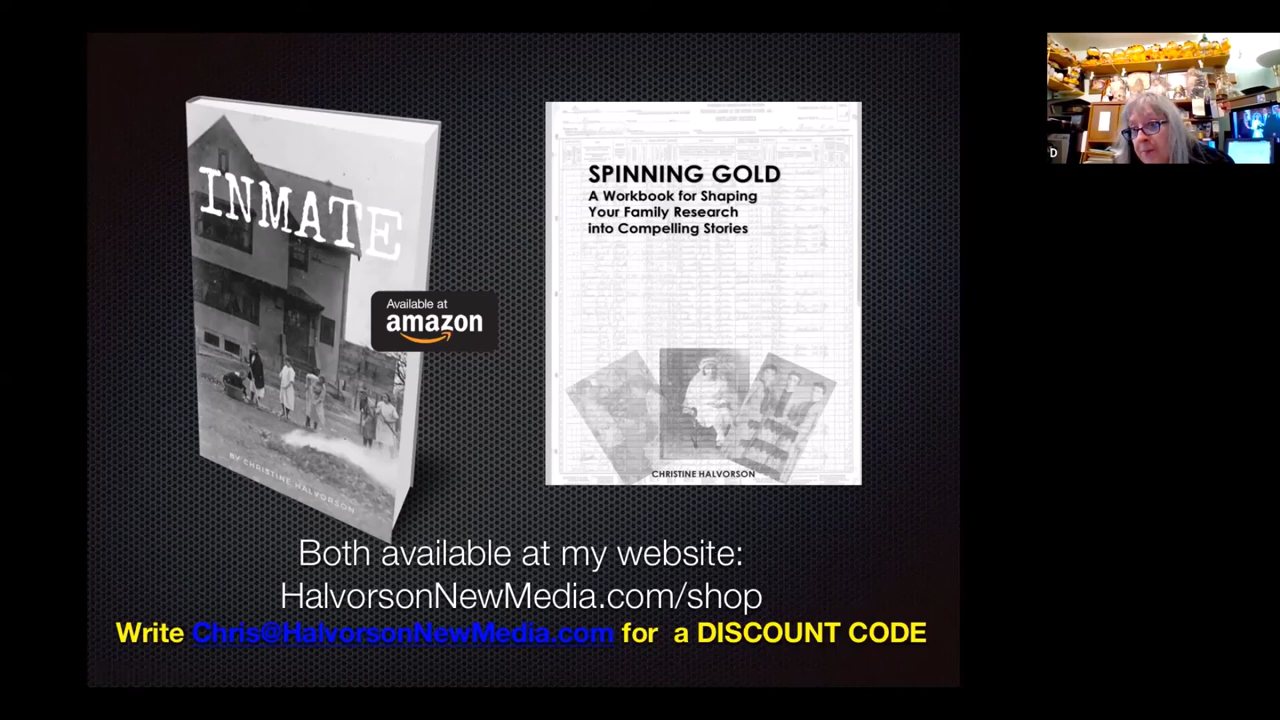 INMATE
BY CHRISTINE HALVORSON
Available at
amazon
SPINNING GOLD
A Workbook for Shaping
Your Family Research
into Compelling Stories
CHRISTINE HALVORSON
Both available at my website:
HalvorsonNewMedia.com/shop
Write Chris@HalvorsonNewMedia.com for a DISCOUNT CODE
D